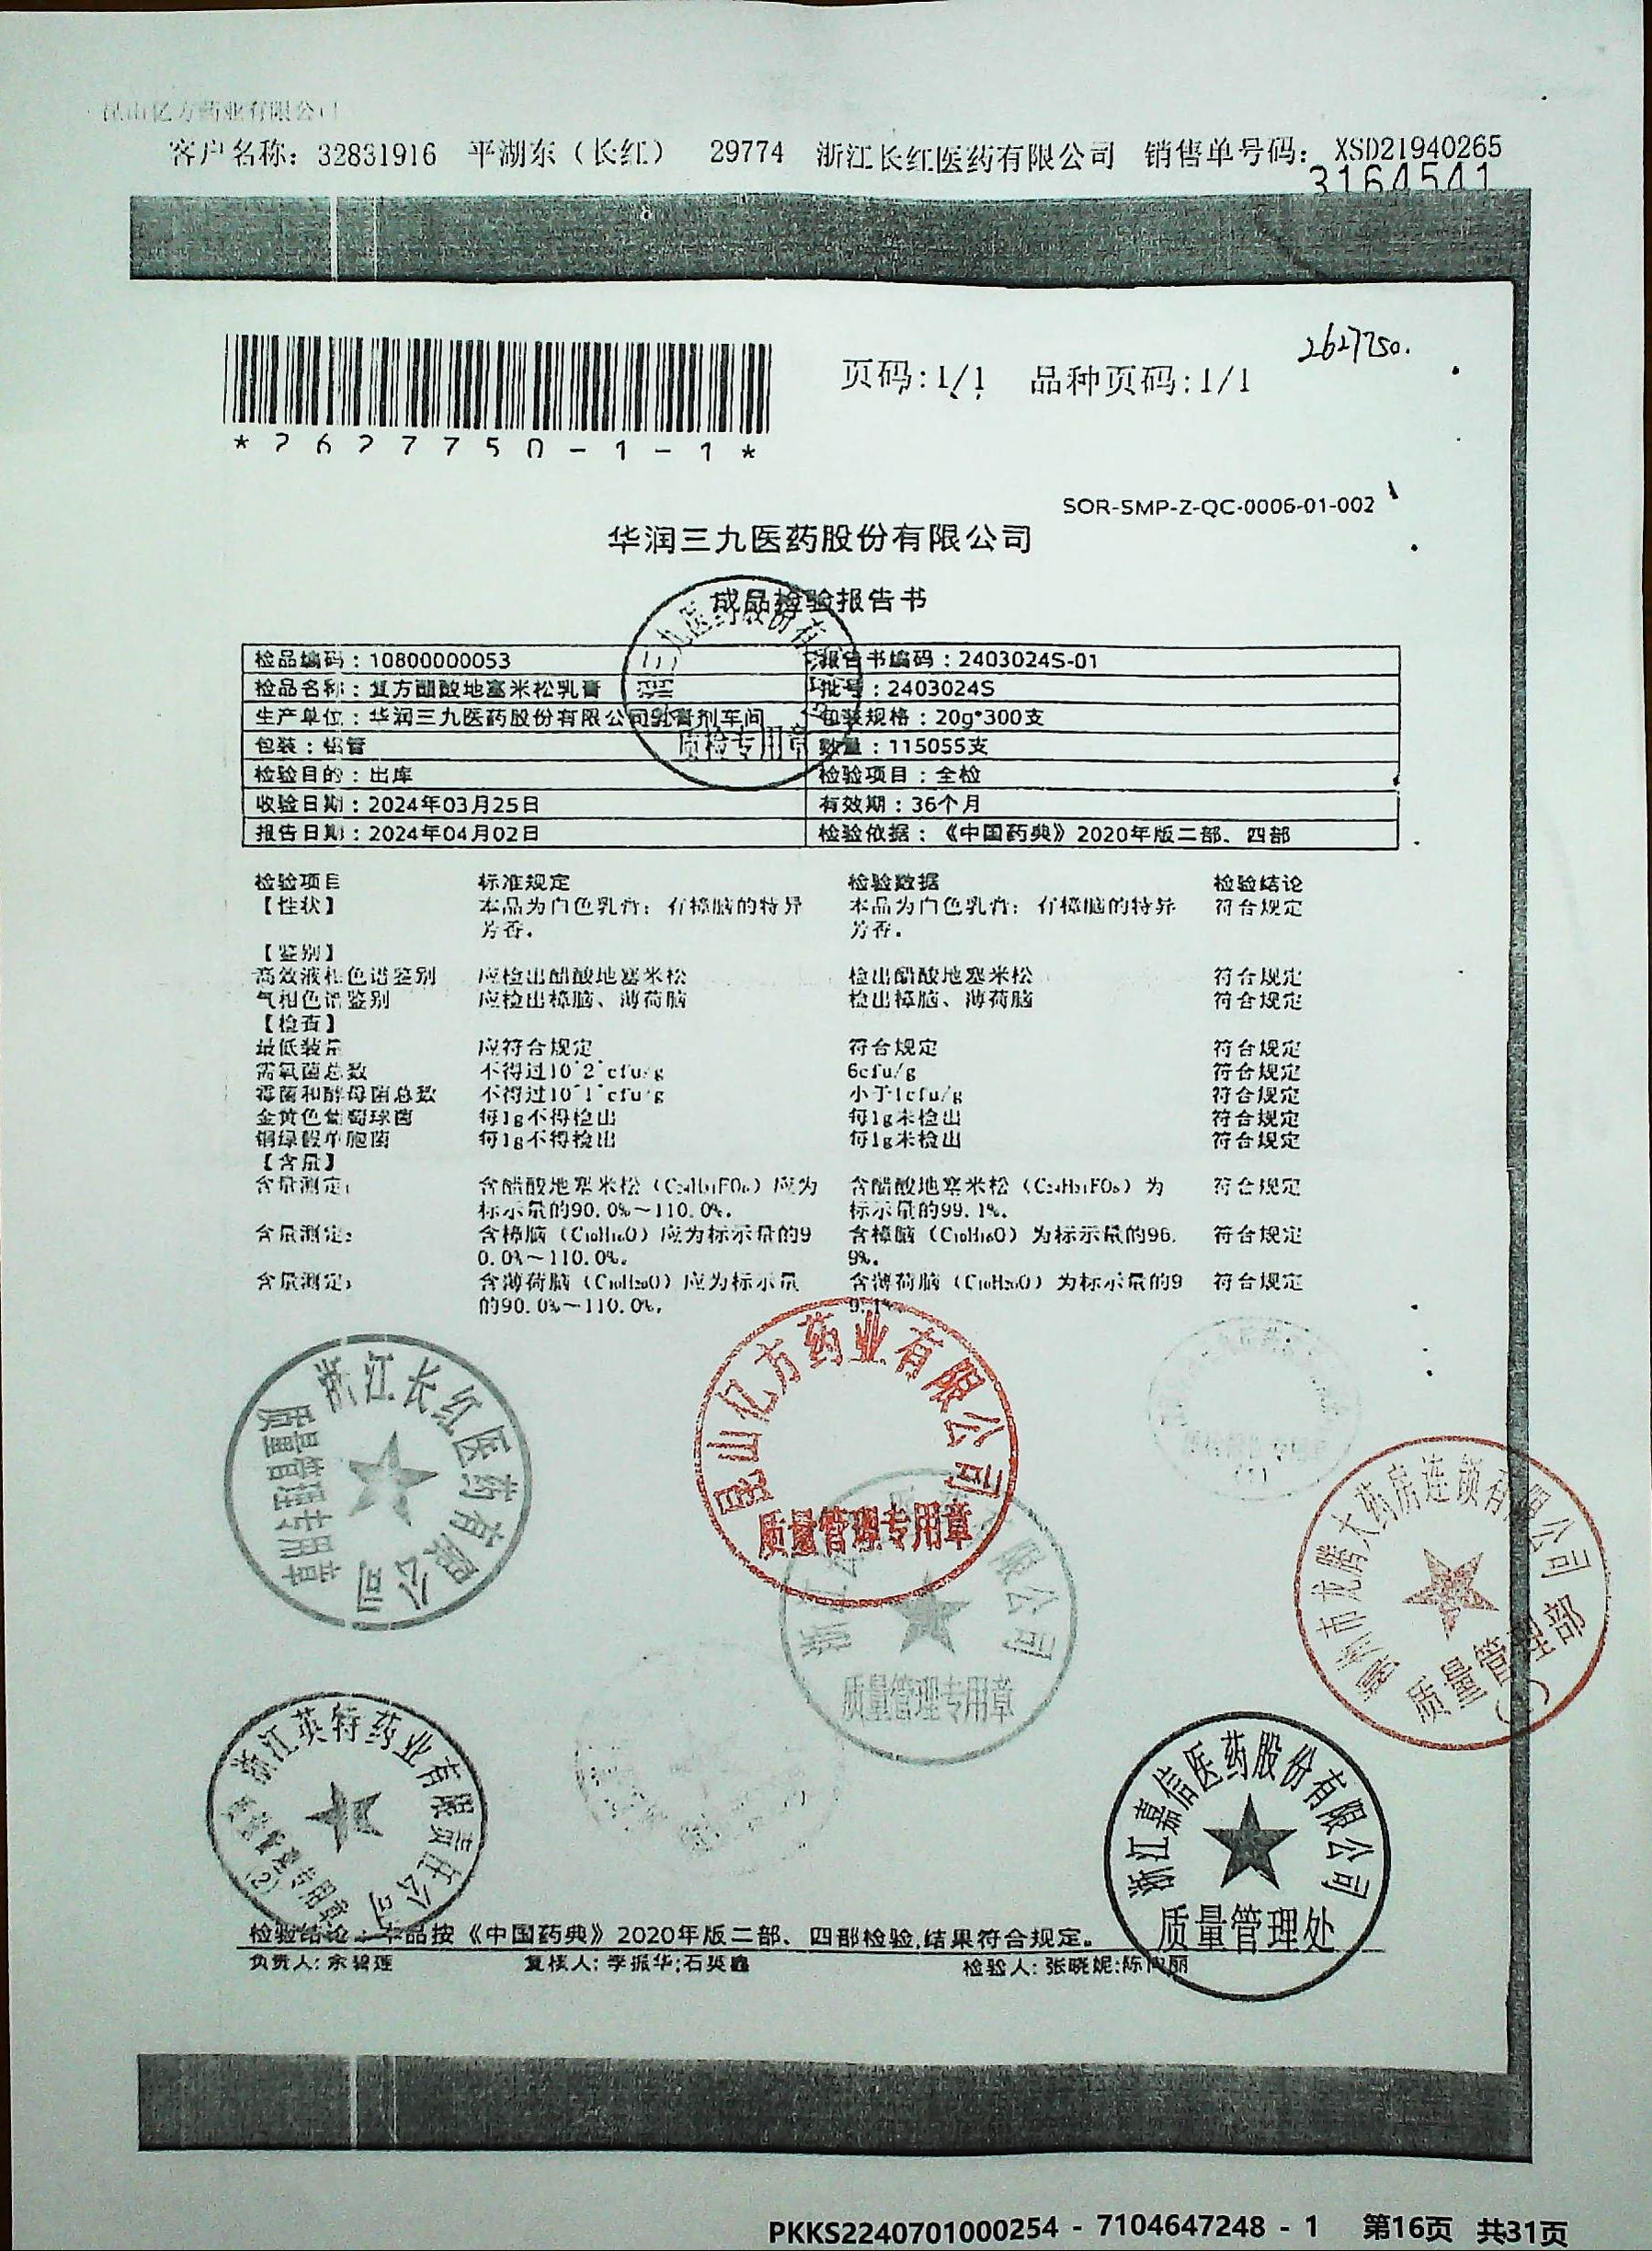 昆山亿方药业有限公司
客户名称：32831916 平湖东（长红） 29774 浙江长红医药有限公司 销售单号码：XSD21940265
3164541
2627750.
页码:1/1 品种页码:1/1
*2627750-1-1*
SOR-SMP-Z-QC-0006-01-002
华润三九医药股份有限公司
成品检验报告书
检品编码：10800000053 报告书编码：2403024S-01
检品名称：复方醋酸地塞米松乳膏 批号：2403024S
生产单位：华润三九医药股份有限公司乳膏剂车间 包装规格：20g*300支
包装：铝管 数量：115055支
质检专用章
检验目的：出库 检验项目：全检
收验日期：2024年03月25日 有效期：36个月
报告日期：2024年04月02日 检验依据：《中国药典》2020年版二部、四部
检验项目 标准规定 检验数据 检验结论
【性状】 本品为白色乳膏；有樟脑的特异 本品为白色乳膏；有樟脑的特异 符合规定
芳香。 芳香。
【鉴别】
高效液相色谱鉴别 应检出醋酸地塞米松 检出醋酸地塞米松 符合规定
气相色谱鉴别 应检出樟脑、薄荷脑 检出樟脑、薄荷脑 符合规定
【检查】
最低装量 应符合规定 符合规定 符合规定
需氧菌总数 不得过10^2^cfu/g 6cfu/g 符合规定
霉菌和酵母菌总数 不得过10^1^cfu/g 小于1cfu/g 符合规定
金黄色葡萄球菌 每1g不得检出 每1g未检出 符合规定
铜绿假单胞菌 每1g不得检出 每1g未检出 符合规定
【含量】
含量测定1 含醋酸地塞米松（C₂₄H₃₁FO₆）应为 含醋酸地塞米松（C₂₄H₃₁FO₆）为 符合规定
标示量的90.0%～110.0%。 标示量的99.1%。
含量测定2 含樟脑（C₁₀H₁₆O）应为标示量的9 含樟脑（C₁₀H₁₆O）为标示量的96. 符合规定
0.0%～110.0%。 9%。
含量测定3 含薄荷脑（C₁₀H₂₀O）应为标示量 含薄荷脑（C₁₀H₂₀O）为标示量的9 符合规定
的90.0%～110.0%。 9.1%。
浙江长红医药有限公司
质量管理专用章
昆山亿方药业有限公司
质量管理专用章
质量管理专用章
市龙腾大药房连锁有限公司
质量管理部
浙江英特药业有限责任公司
(2)
浙江嘉信医药股份有限公司
质量管理处
检验结论：本品按《中国药典》2020年版二部、四部检验,结果符合规定。
负责人: 余碧莲 复核人: 李振华;石英鑫 检验人: 张晓妮;陈向丽
PKKS2240701000254 - 7104647248 - 1 第16页 共31页